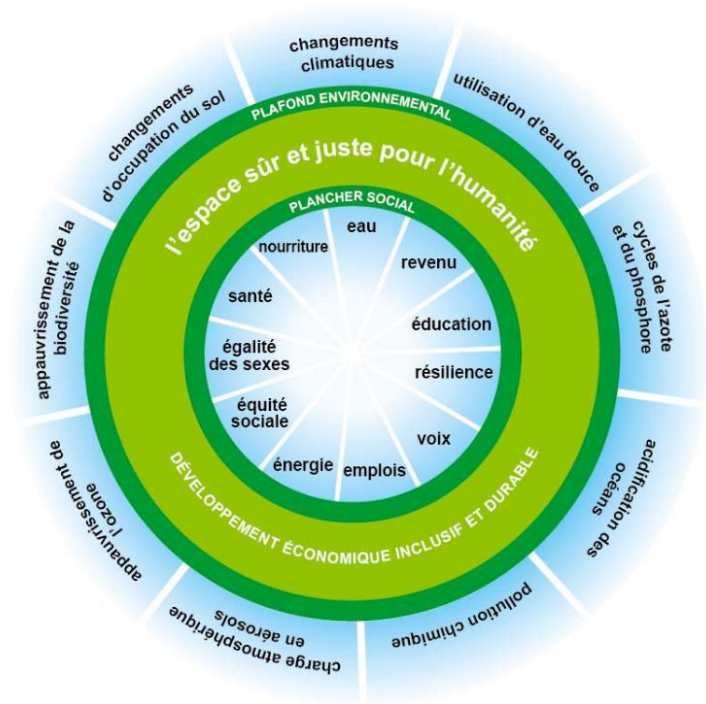 changements
climatiques
utilisation d'eau douce
cycles de l'azote
et du phosphore
acidification des
océans
pollution chimique
charge atmosphérique
en aérosols
appauvrissement de
l'ozone
appauvrissement de la
biodiversité
changements
d'occupation du sol
PLAFOND ENVIRONNEMENTAL
l'espace sûr et juste pour l'humanité
PLANCHER SOCIAL
eau
revenu
éducation
résilience
voix
emplois
énergie
équité
sociale
égalité
des sexes
santé
nourriture
DÉVELOPPEMENT ÉCONOMIQUE INCLUSIF ET DURABLE